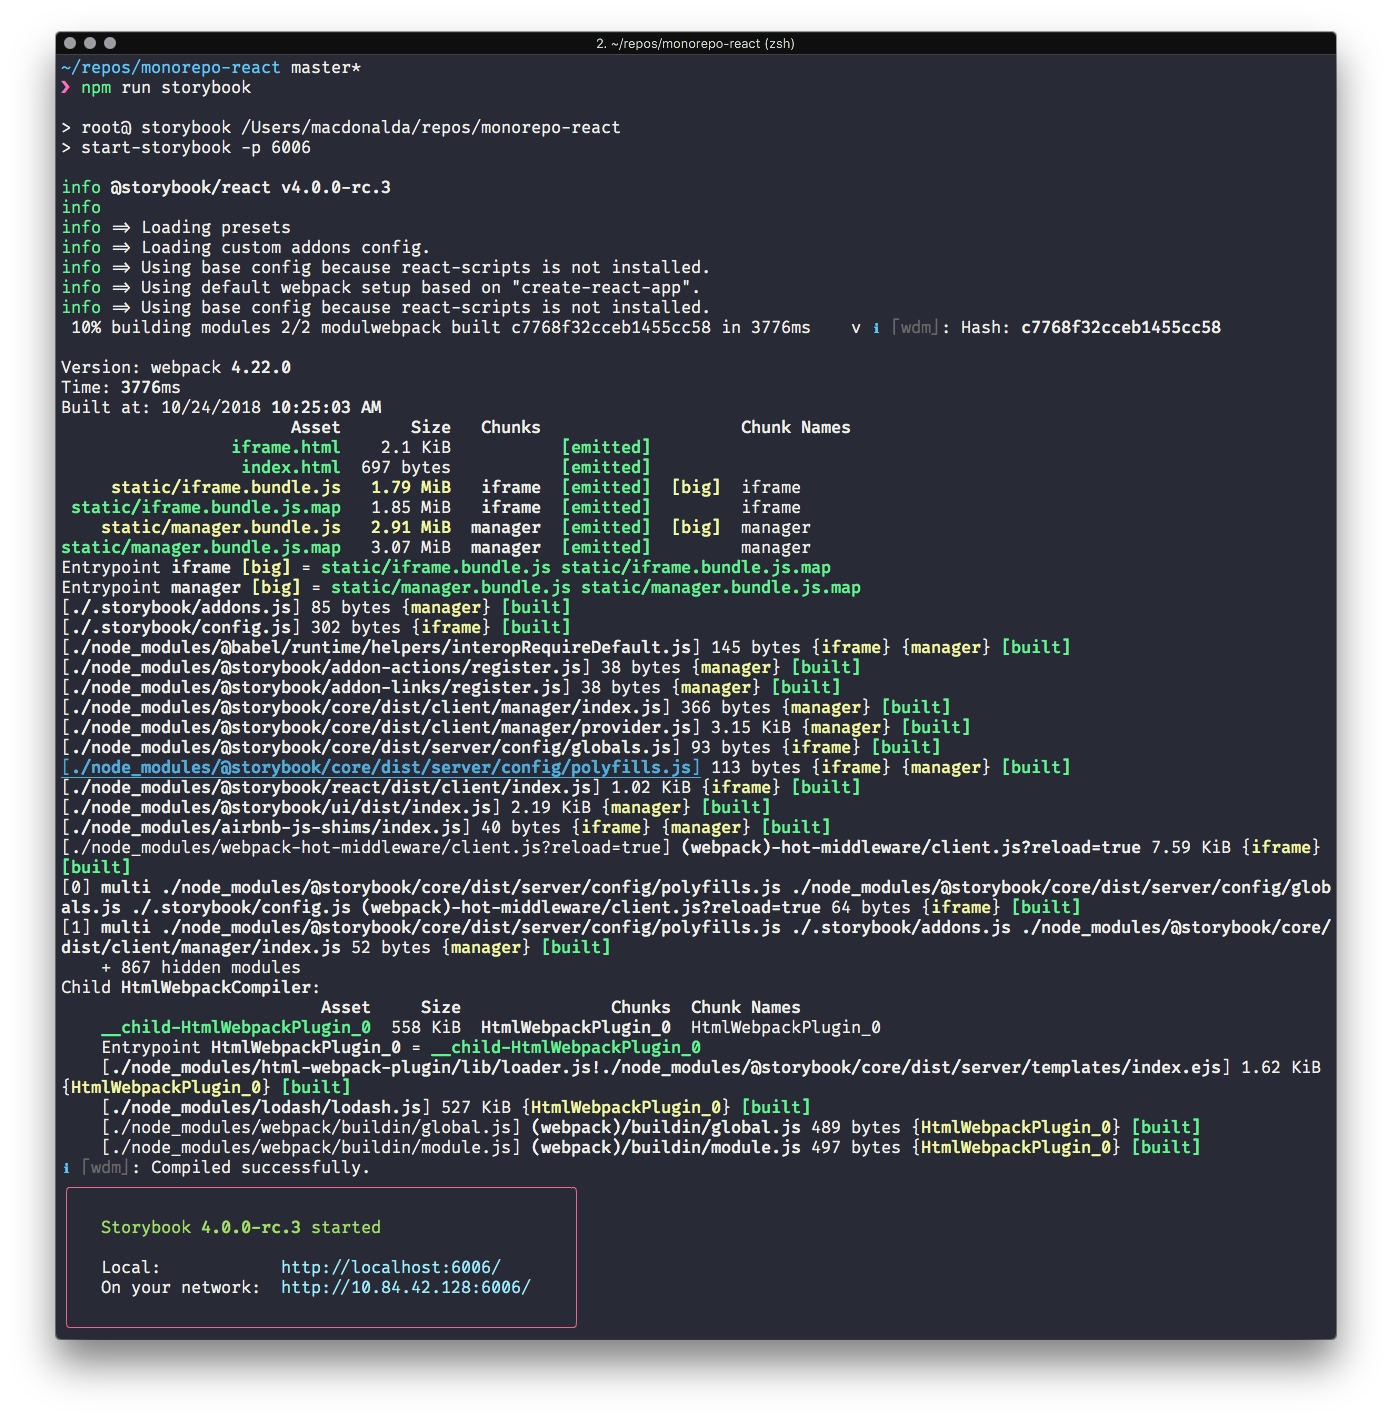 2. ~/repos/monorepo-react (zsh)
~/repos/monorepo-react master*
❯ npm run storybook
> root@ storybook /Users/macdonalda/repos/monorepo-react
> start-storybook -p 6006
info @storybook/react v4.0.0-rc.3
info
info => Loading presets
info => Loading custom addons config.
info => Using base config because react-scripts is not installed.
info => Using default webpack setup based on "create-react-app".
info => Using base config because react-scripts is not installed.
10% building modules 2/2 modulwebpack built c7768f32cceb1455cc58 in 3776ms v ℹ ｢wdm｣: Hash: c7768f32cceb1455cc58
Version: webpack 4.22.0
Time: 3776ms
Built at: 10/24/2018 10:25:03 AM
Asset Size Chunks Chunk Names
iframe.html 2.1 KiB [emitted]
index.html 697 bytes [emitted]
static/iframe.bundle.js 1.79 MiB iframe [emitted] [big] iframe
static/iframe.bundle.js.map 1.85 MiB iframe [emitted] iframe
static/manager.bundle.js 2.91 MiB manager [emitted] [big] manager
static/manager.bundle.js.map 3.07 MiB manager [emitted] manager
Entrypoint iframe [big] = static/iframe.bundle.js static/iframe.bundle.js.map
Entrypoint manager [big] = static/manager.bundle.js static/manager.bundle.js.map
[./.storybook/addons.js] 85 bytes {manager} [built]
[./.storybook/config.js] 302 bytes {iframe} [built]
[./node_modules/@babel/runtime/helpers/interopRequireDefault.js] 145 bytes {iframe} {manager} [built]
[./node_modules/@storybook/addon-actions/register.js] 38 bytes {manager} [built]
[./node_modules/@storybook/addon-links/register.js] 38 bytes {manager} [built]
[./node_modules/@storybook/core/dist/client/manager/index.js] 366 bytes {manager} [built]
[./node_modules/@storybook/core/dist/client/manager/provider.js] 3.15 KiB {manager} [built]
[./node_modules/@storybook/core/dist/server/config/globals.js] 93 bytes {iframe} [built]
[./node_modules/@storybook/core/dist/server/config/polyfills.js] 113 bytes {iframe} {manager} [built]
[./node_modules/@storybook/react/dist/client/index.js] 1.02 KiB {iframe} [built]
[./node_modules/@storybook/ui/dist/index.js] 2.19 KiB {manager} [built]
[./node_modules/airbnb-js-shims/index.js] 40 bytes {iframe} {manager} [built]
[./node_modules/webpack-hot-middleware/client.js?reload=true] (webpack)-hot-middleware/client.js?reload=true 7.59 KiB {iframe}
[built]
[0] multi ./node_modules/@storybook/core/dist/server/config/polyfills.js ./node_modules/@storybook/core/dist/server/config/glob
als.js ./.storybook/config.js (webpack)-hot-middleware/client.js?reload=true 64 bytes {iframe} [built]
[1] multi ./node_modules/@storybook/core/dist/server/config/polyfills.js ./.storybook/addons.js ./node_modules/@storybook/core/
dist/client/manager/index.js 52 bytes {manager} [built]
+ 867 hidden modules
Child HtmlWebpackCompiler:
Asset Size Chunks Chunk Names
__child-HtmlWebpackPlugin_0 558 KiB HtmlWebpackPlugin_0 HtmlWebpackPlugin_0
Entrypoint HtmlWebpackPlugin_0 = __child-HtmlWebpackPlugin_0
[./node_modules/html-webpack-plugin/lib/loader.js!./node_modules/@storybook/core/dist/server/templates/index.ejs] 1.62 KiB
{HtmlWebpackPlugin_0} [built]
[./node_modules/lodash/lodash.js] 527 KiB {HtmlWebpackPlugin_0} [built]
[./node_modules/webpack/buildin/global.js] (webpack)/buildin/global.js 489 bytes {HtmlWebpackPlugin_0} [built]
[./node_modules/webpack/buildin/module.js] (webpack)/buildin/module.js 497 bytes {HtmlWebpackPlugin_0} [built]
ℹ ｢wdm｣: Compiled successfully.
Storybook 4.0.0-rc.3 started
Local: http://localhost:6006/
On your network: http://10.84.42.128:6006/